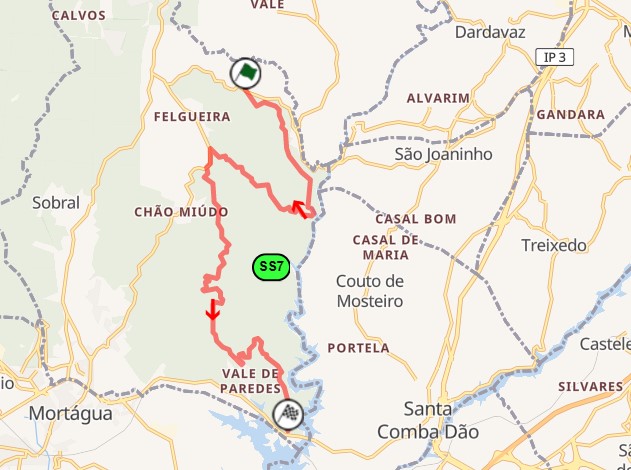 CALVOS
VALE
Dardavaz
IP 3
ALVARIM
FELGUEIRA
GANDARA
São Joaninho
Sobral
CHÃO MIÚDO
CASAL BOM
CASAL DE
MARIA
Treixedo
SS7
Couto de
Mosteiro
PORTELA
Castele
VALE DE
PAREDES
SILVARES
io
Mortágua
Santa
Comba Dão
Sã